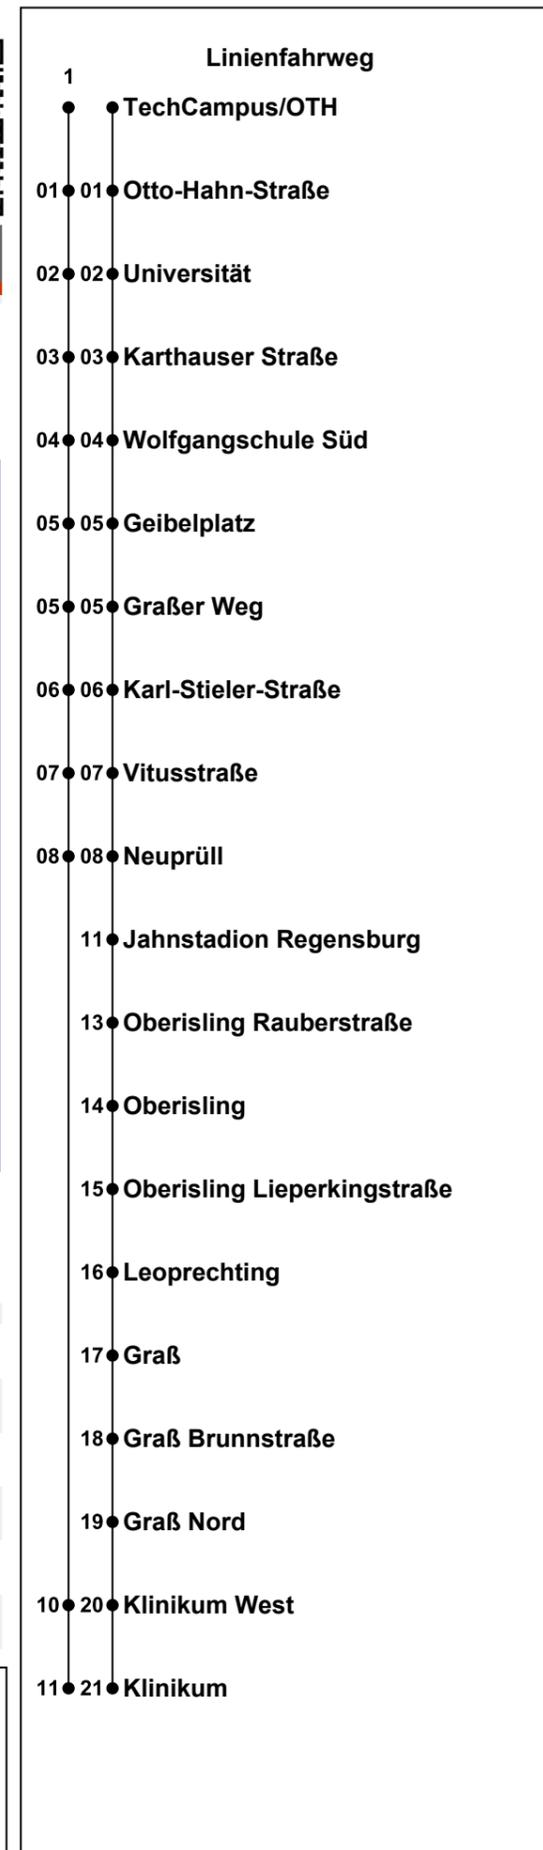 Linienfahrweg
1
TechCampus/OTH
01 01 Otto-Hahn-Straße
02 02 Universität
03 03 Karthauser Straße
04 04 Wolfgangschule Süd
05 05 Geibelplatz
05 05 Graßer Weg
06 06 Karl-Stieler-Straße
07 07 Vitusstraße
08 08 Neuprüll
11 Jahnstadion Regensburg
13 Oberisling Rauberstraße
14 Oberisling
15 Oberisling Lieperkingstraße
16 Leoprechting
17 Graß
18 Graß Brunnstraße
19 Graß Nord
10 20 Klinikum West
11 21 Klinikum